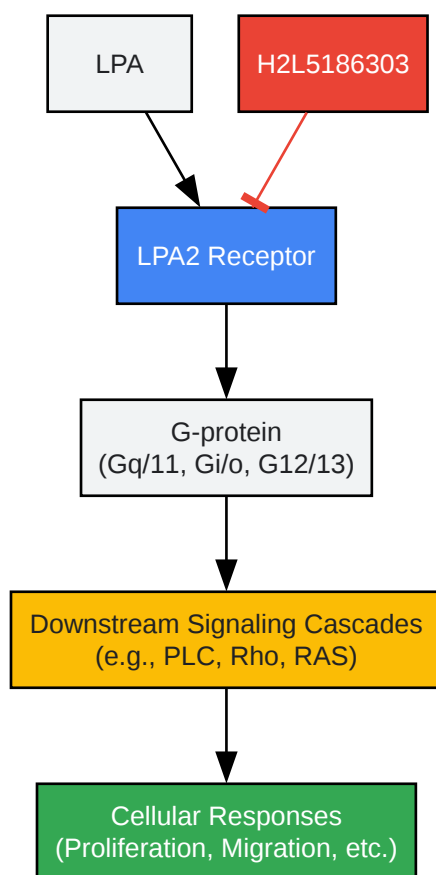 LPA
H2L5186303
LPA2 Receptor
G-protein
(Gq/11, Gi/o, G12/13)
Downstream Signaling Cascades
(e.g., PLC, Rho, RAS)
Cellular Responses
(Proliferation, Migration, etc.)